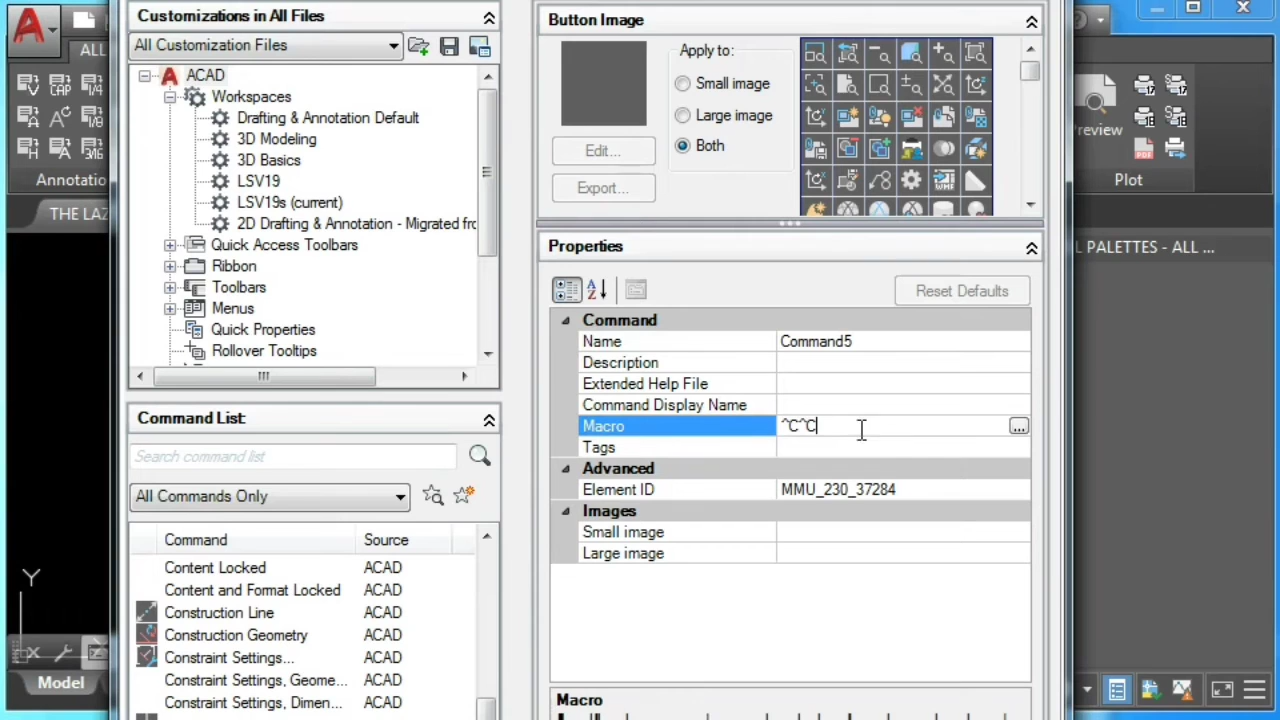 Customizations in All Files
All Customization Files
ACAD
Workspaces
Drafting & Annotation Default
3D Modeling
3D Basics
LSV19
LSV19s (current)
2D Drafting & Annotation - Migrated fro
Quick Access Toolbars
Ribbon
Toolbars
Menus
Quick Properties
Rollover Tooltips
Command List:
Search command list
All Commands Only
Command Source
Content Locked ACAD
Content and Format Locked ACAD
Construction Line ACAD
Construction Geometry ACAD
Constraint Settings... ACAD
Constraint Settings, Geome... ACAD
Constraint Settings, Dimen... ACAD
Button Image
Apply to:
Small image
Large image
Both
Edit...
Export...
Properties
Reset Defaults
Command
Name Command5
Description
Extended Help File
Command Display Name
Macro ^C^C
Tags
Advanced
Element ID MMU_230_37284
Images
Small image
Large image
Macro
ALL
Annotatio
THE LAZ
Y
X
Model
review
PDF
Plot
L PALETTES - ALL ...